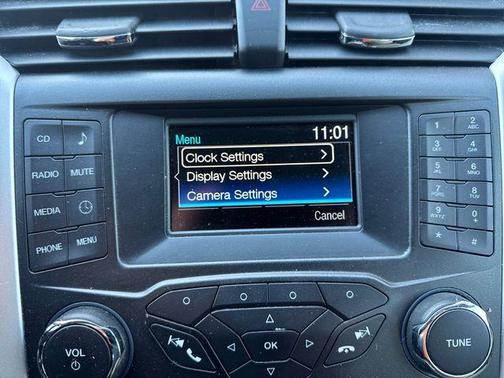 Menu 11:01
Clock Settings >
Display Settings >
Camera Settings >
Cancel
CD
RADIO MUTE
MEDIA
PHONE MENU
1 2 ABC
3 DEF 4 GHI
5 JKL 6 MNO
7 PQRS 8 TUV
9 WXYZ 0 +
* #
VOL
OK
TUNE